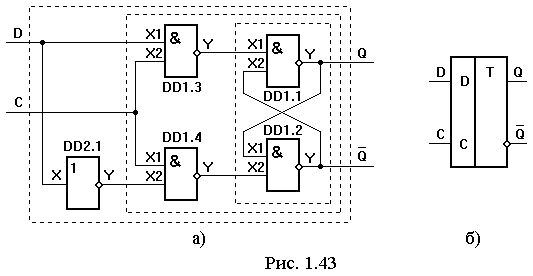 D X1 & Y X1 & Y Q
X2 X2
DD1.3 DD1.1
D D T Q
C DD1.4 DD1.2
DD2.1 X1 & Y X1 & Y Q̅
X 1 Y X2 X2
C C Q̅
а) б)
Рис. 1.43